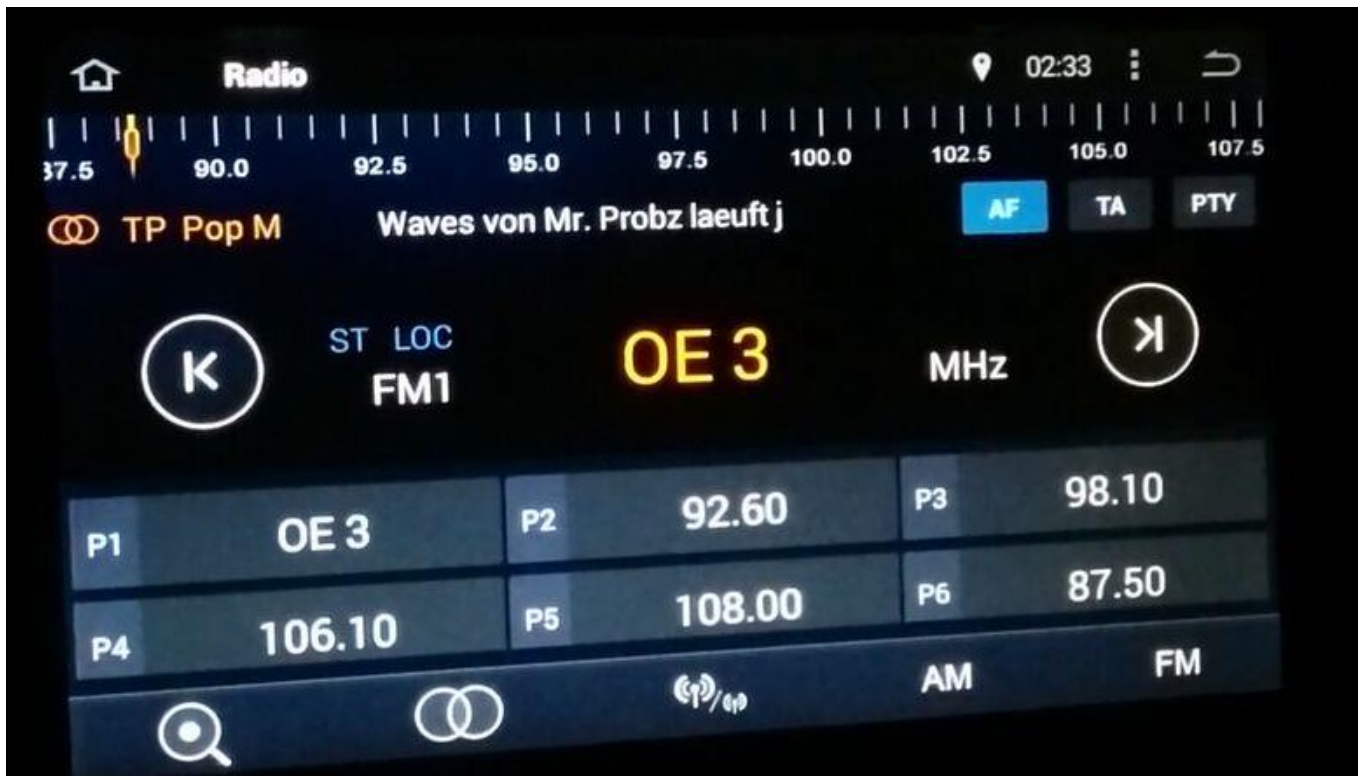 Radio 02:33
87.5 90.0 92.5 95.0 97.5 100.0 102.5 105.0 107.5
TP Pop M Waves von Mr. Probz laeuft j AF TA PTY
ST LOC
FM1 OE 3 MHz
P1 OE 3 P2 92.60 P3 98.10
P4 106.10 P5 108.00 P6 87.50
AM FM